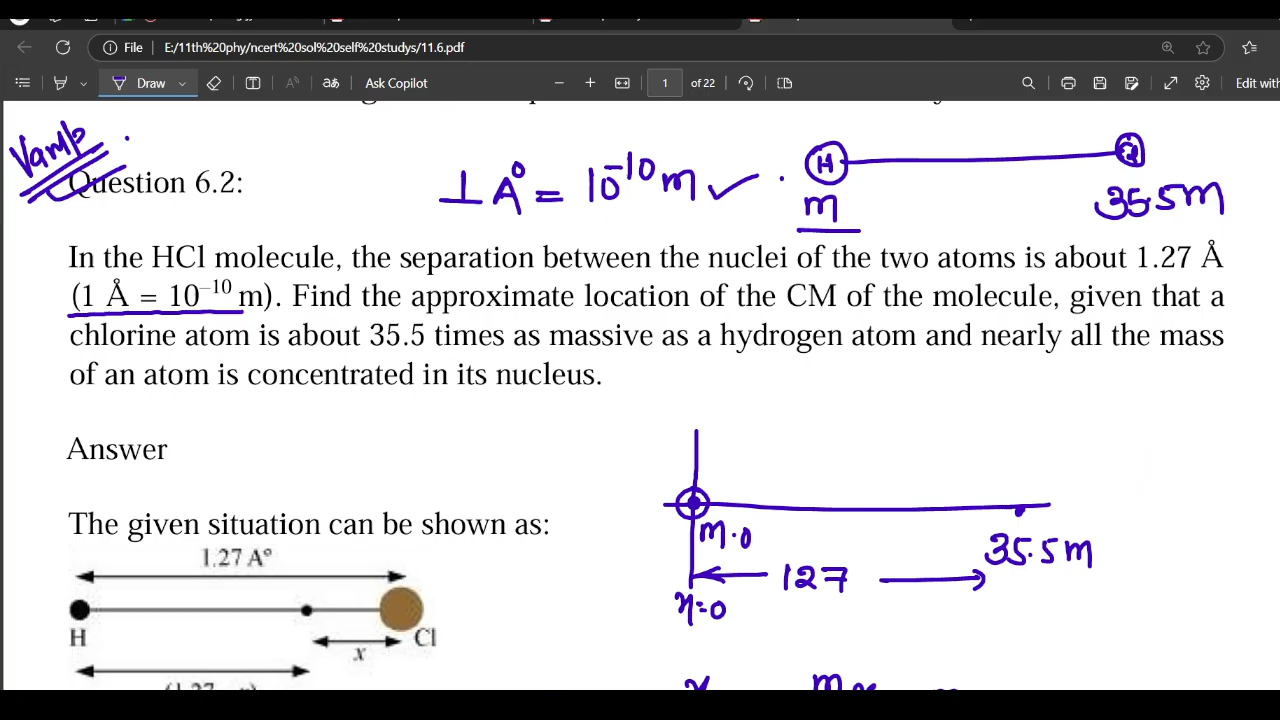 File E:/11th%20phy/ncert%20sol%20self%20studys/11.6.pdf
Draw Ask Copilot 1 of 22 Edit with
Question 6.2:
1 A° = 10⁻¹⁰ m
H
m
35.5m
In the HCl molecule, the separation between the nuclei of the two atoms is about 1.27 Å
(1 Å = 10⁻¹⁰ m). Find the approximate location of the CM of the molecule, given that a
chlorine atom is about 35.5 times as massive as a hydrogen atom and nearly all the mass
of an atom is concentrated in its nucleus.
Answer
The given situation can be shown as:
m.0
35.5m
127
x=0
1.27 A°
H
Cl
x